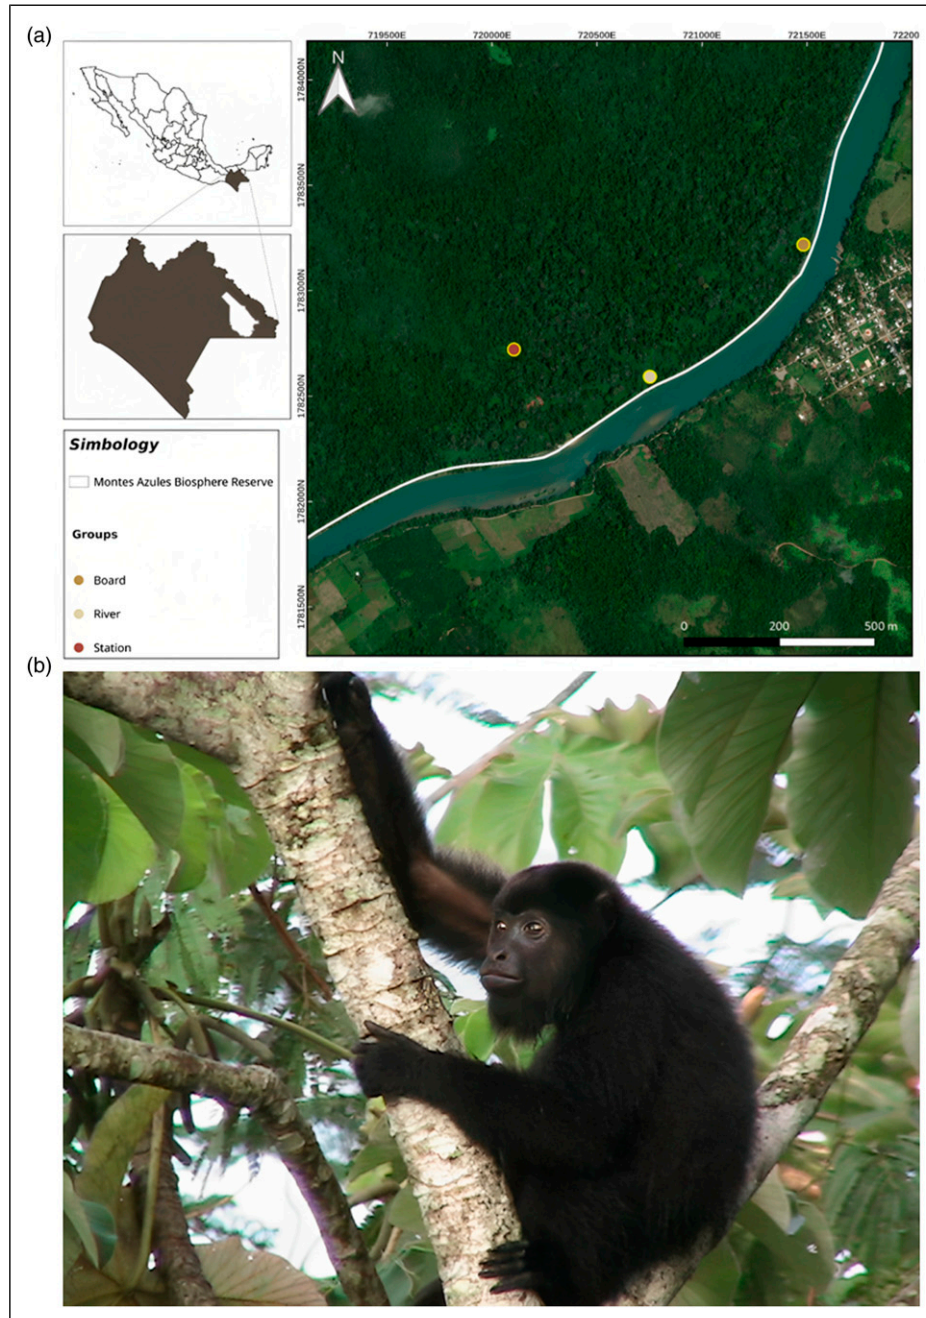 (a)
719500E 720000E 720500E 721000E 721500E 72200
N
1784000N
1783500N
1783000N
1782500N
1782000N
1781500N
Simbology
Montes Azules Biosphere Reserve
Groups
Board
River
Station
0 200 500 m
(b)